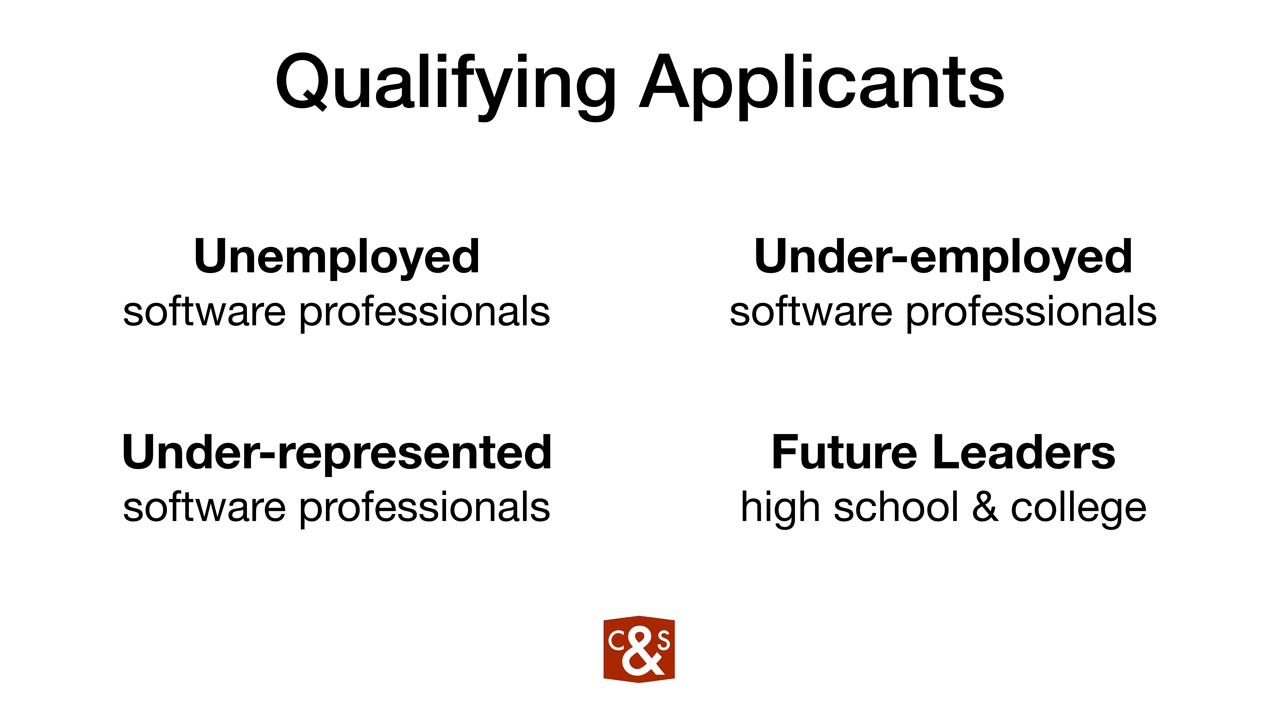 Qualifying Applicants
Unemployed
software professionals
Under-employed
software professionals
Under-represented
software professionals
Future Leaders
high school & college
C&S